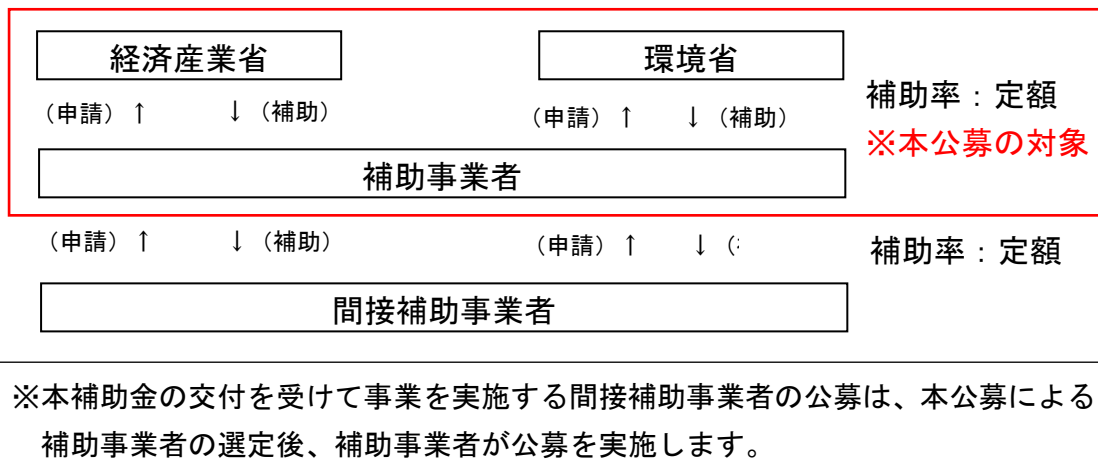 経済産業省 環境省
(申請)↑ ↓(補助) (申請)↑ ↓(補助) 補助率:定額
※本公募の対象
補助事業者
(申請)↑ ↓(補助) (申請)↑ ↓( 補助率:定額
間接補助事業者
※本補助金の交付を受けて事業を実施する間接補助事業者の公募は、本公募による
補助事業者の選定後、補助事業者が公募を実施します。